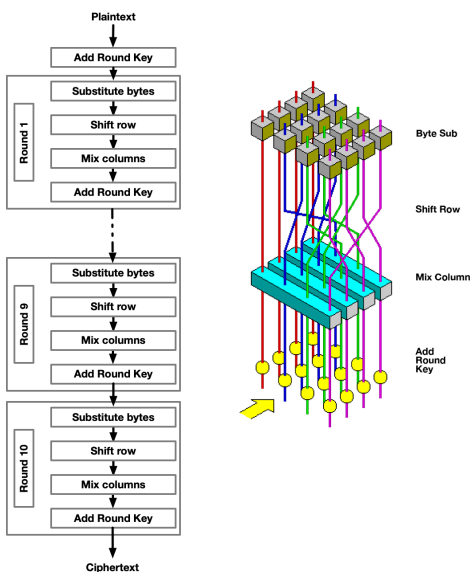 Plaintext
Add Round Key
Round 1
Substitute bytes
Shift row
Mix columns
Add Round Key
Round 9
Substitute bytes
Shift row
Mix columns
Add Round Key
Round 10
Substitute bytes
Shift row
Mix columns
Add Round Key
Ciphertext
Byte Sub
Shift Row
Mix Column
Add
Round
Key